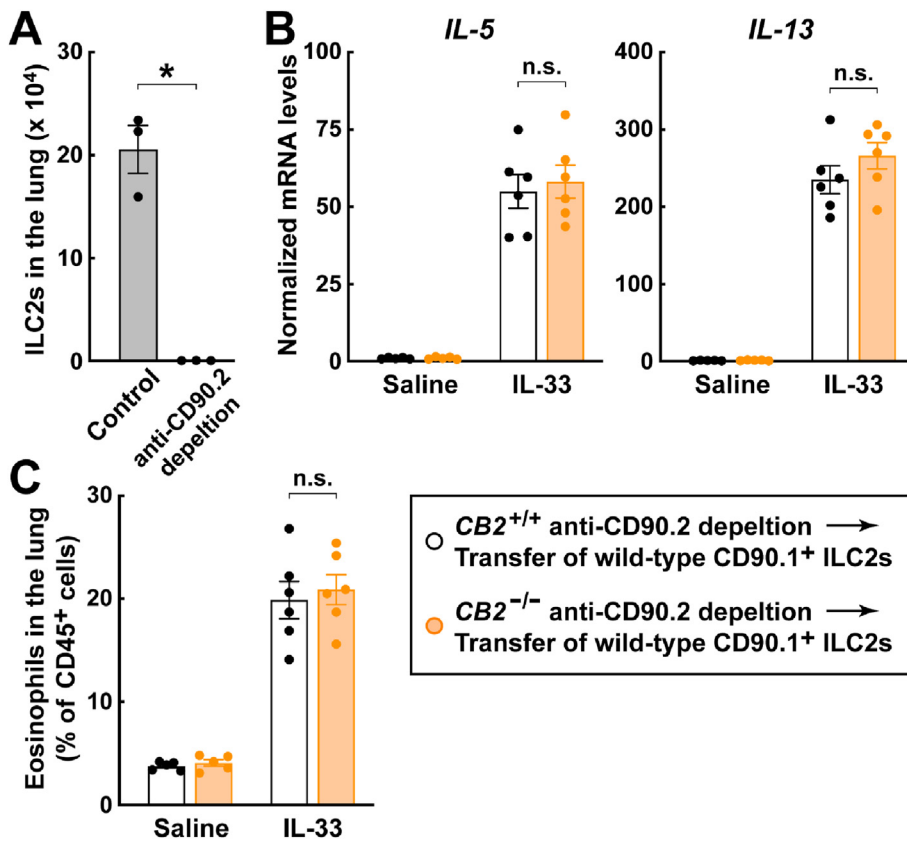 A
ILC2s in the lung (x 10⁴)
30
20
10
0
*
Control
anti-CD90.2
depeltion
B
IL-5
Normalized mRNA levels
100
75
50
25
0
n.s.
Saline
IL-33
IL-13
400
300
200
100
0
n.s.
Saline
IL-33
C
Eosinophils in the lung
(% of CD45⁺ cells)
30
20
10
0
n.s.
Saline
IL-33
CB2⁺/⁺ anti-CD90.2 depeltion →
Transfer of wild-type CD90.1⁺ ILC2s
CB2⁻/⁻ anti-CD90.2 depeltion →
Transfer of wild-type CD90.1⁺ ILC2s